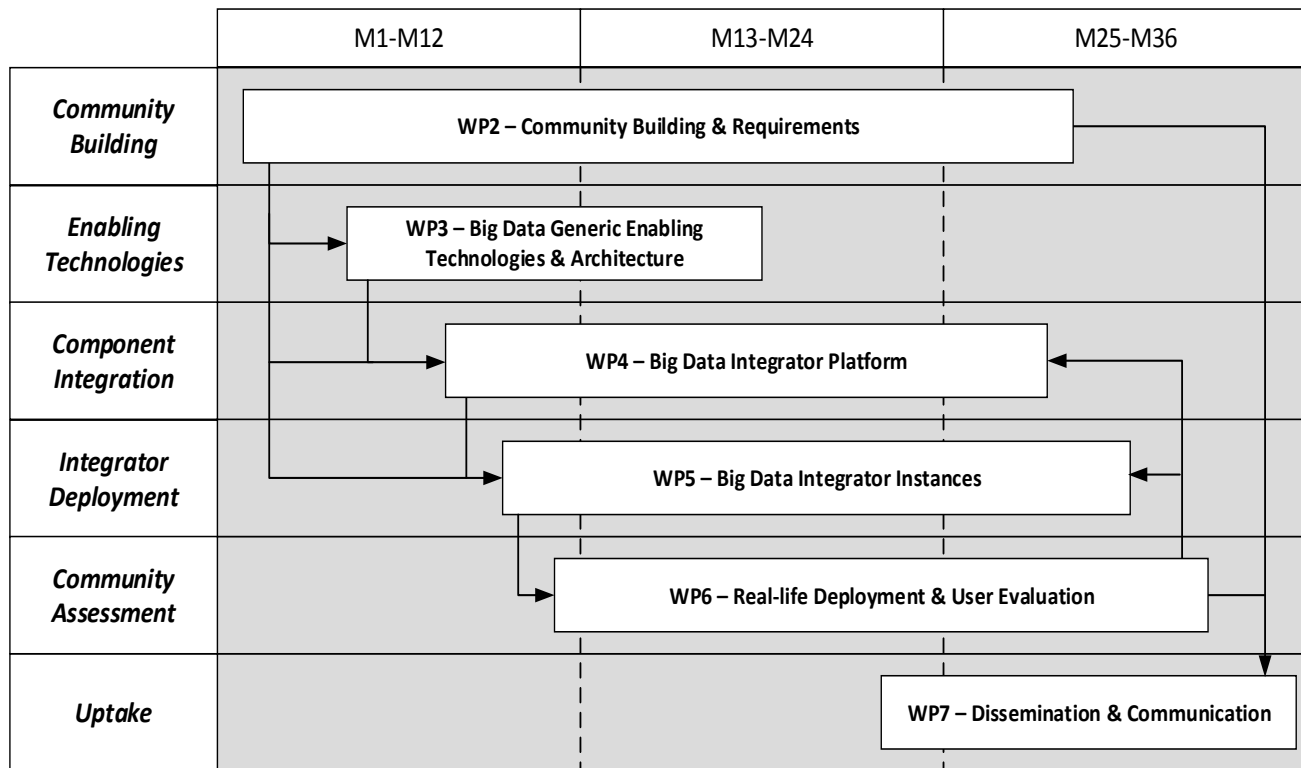 M1-M12
M13-M24
M25-M36
Community
Building
WP2 – Community Building & Requirements
Enabling
Technologies
WP3 – Big Data Generic Enabling
Technologies & Architecture
Component
Integration
WP4 – Big Data Integrator Platform
Integrator
Deployment
WP5 – Big Data Integrator Instances
Community
Assessment
WP6 – Real-life Deployment & User Evaluation
Uptake
WP7 – Dissemination & Communication